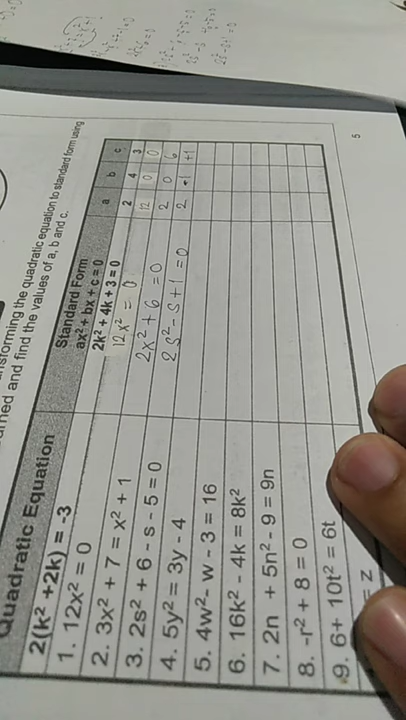 nsforming the quadratic equation to standard form using
and find the values of a, b and c.
Quadratic Equation
Standard Form
ax² + bx + c = 0
a b c
2(k² +2k) = -3
2k² + 4k + 3 = 0
2 4 3
1. 12x² = 0
12x² = 0
12 0 0
2. 3x² + 7 = x² + 1
2x² + 6 = 0
2 0 6
3. 2s² + 6 - s - 5 = 0
2s² - s + 1 = 0
2 -1 +1
4. 5y² = 3y - 4
5. 4w² - w - 3 = 16
6. 16k² - 4k = 8k²
7. 2n + 5n² - 9 = 9n
8. -r² + 8 = 0
9. 6+ 10t² = 6t
= z
5